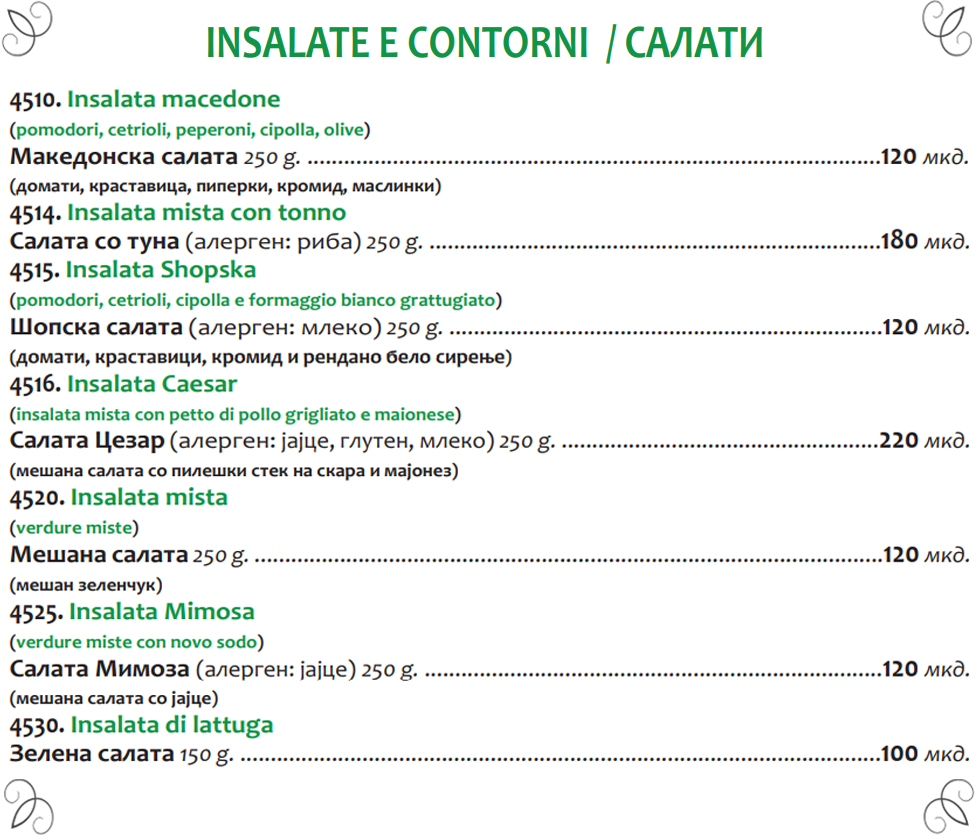 INSALATE E CONTORNI / САЛАТИ
4510. Insalata macedone
(pomodori, cetrioli, peperoni, cipolla, olive)
Македонска салата 250 g. ..........120 мкд.
(домати, краставица, пиперки, кромид, маслинки)
4514. Insalata mista con tonno
Салата со туна (алерген: риба) 250 g. ..........180 мкд.
4515. Insalata Shopska
(pomodori, cetrioli, cipolla e formaggio bianco grattugiato)
Шопска салата (алерген: млеко) 250 g. ..........120 мкд.
(домати, краставици, кромид и рендано бело сирење)
4516. Insalata Caesar
(insalata mista con petto di pollo grigliato e maionese)
Салата Цезар (алерген: јајце, глутен, млеко) 250 g. ..........220 мкд.
(мешана салата со пилешки стек на скара и мајонез)
4520. Insalata mista
(verdure miste)
Мешана салата 250 g. ..........120 мкд.
(мешан зеленчук)
4525. Insalata Mimosa
(verdure miste con novo sodo)
Салата Мимоза (алерген: јајце) 250 g. ..........120 мкд.
(мешана салата со јајце)
4530. Insalata di lattuga
Зелена салата 150 g. ..........100 мкд.